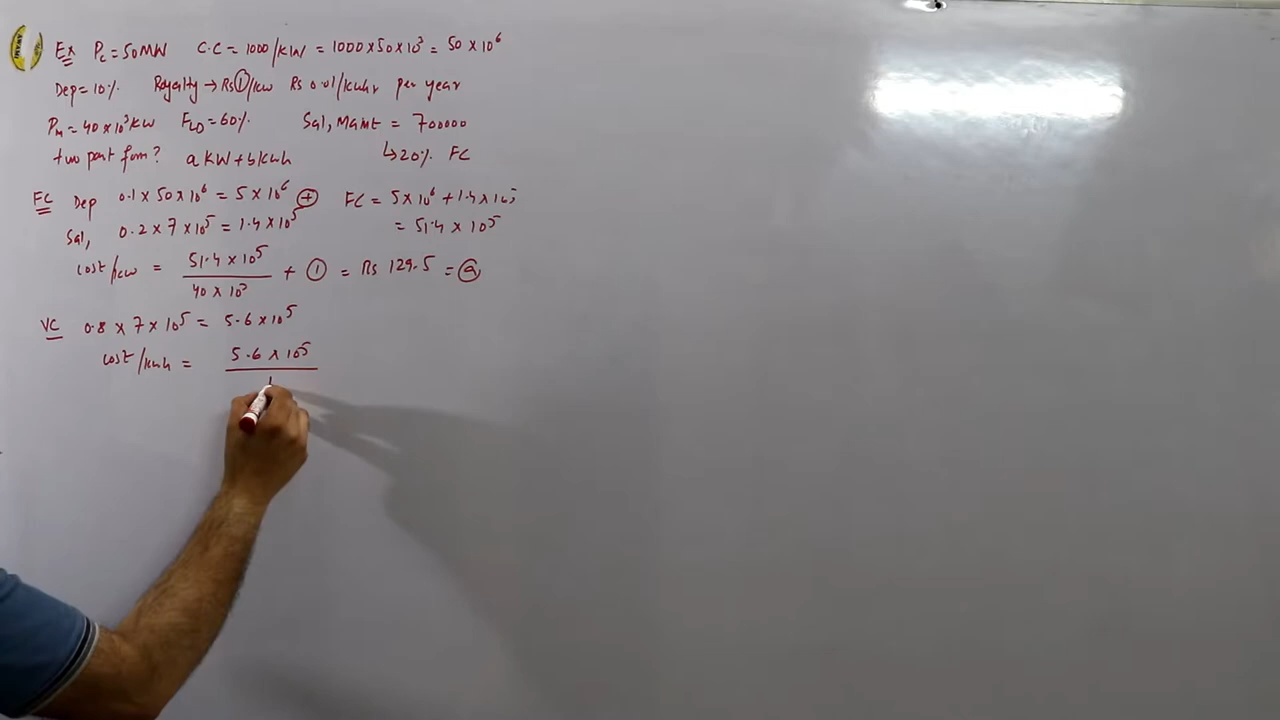 Ex Pc = 50MW C.C = 1000/KW = 1000×50×10³ = 50×10⁶
Dep = 10% Royalty → Rs 1/kw Rs 0.01/kwhr per year
PM = 40×10³KW FLD = 60% Sal, Mamt = 700000
two part form? a KW + b kwh ↳20% FC
FC Dep 0.1 × 50×10⁶ = 5×10⁶ + FC = 5×10⁶ + 1.4×10⁵
Sal, 0.2 × 7×10⁵ = 1.4×10⁵ = 51.4×10⁵
cost/kw = 51.4×10⁵ / 40×10³ + 1 = Rs 129.5 = a
VC 0.8 × 7×10⁵ = 5.6×10⁵
cost/kwh = 5.6×10⁵